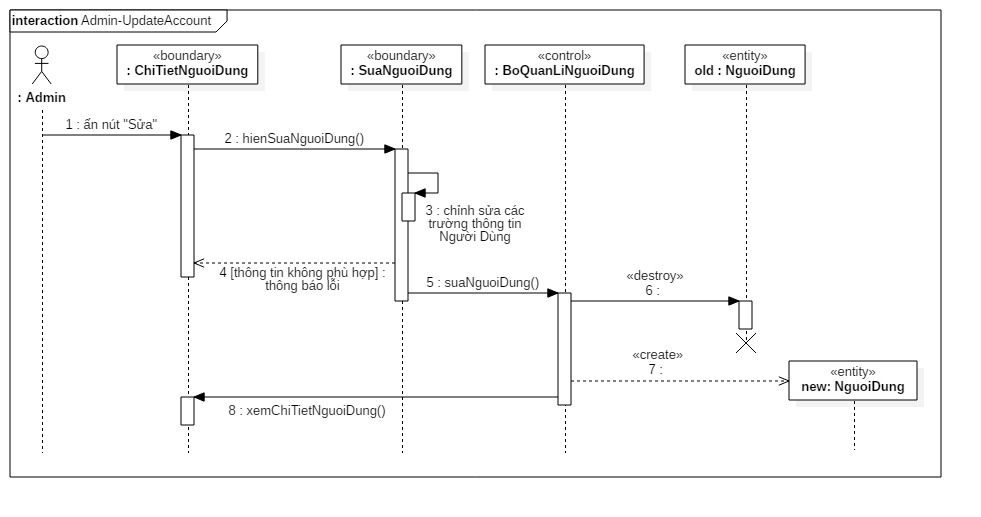 interaction Admin-UpdateAccount
«boundary»
: ChiTietNguoiDung
«boundary»
: SuaNguoiDung
«control»
: BoQuanLiNguoiDung
«entity»
old : NguoiDung
: Admin
1 : ấn nút "Sửa"
2 : hienSuaNguoiDung()
3 : chỉnh sửa các
trường thông tin
Người Dùng
4 [thông tin không phù hợp] :
thông báo lỗi
5 : suaNguoiDung()
«destroy»
6 :
«create»
7 :
«entity»
new: NguoiDung
8 : xemChiTietNguoiDung()